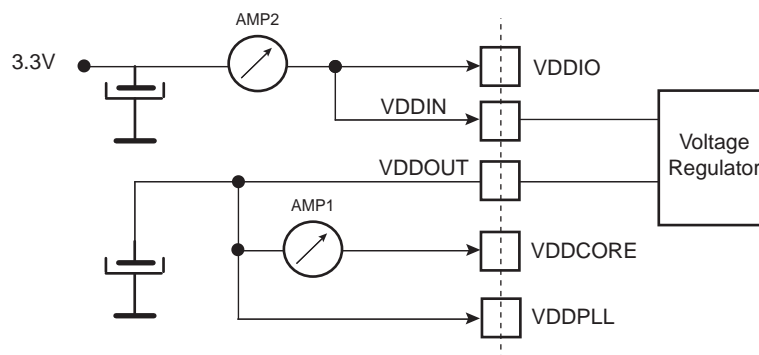 AMP2
3.3V
VDDIO
VDDIN
Voltage
Regulator
VDDOUT
AMP1
VDDCORE
VDDPLL